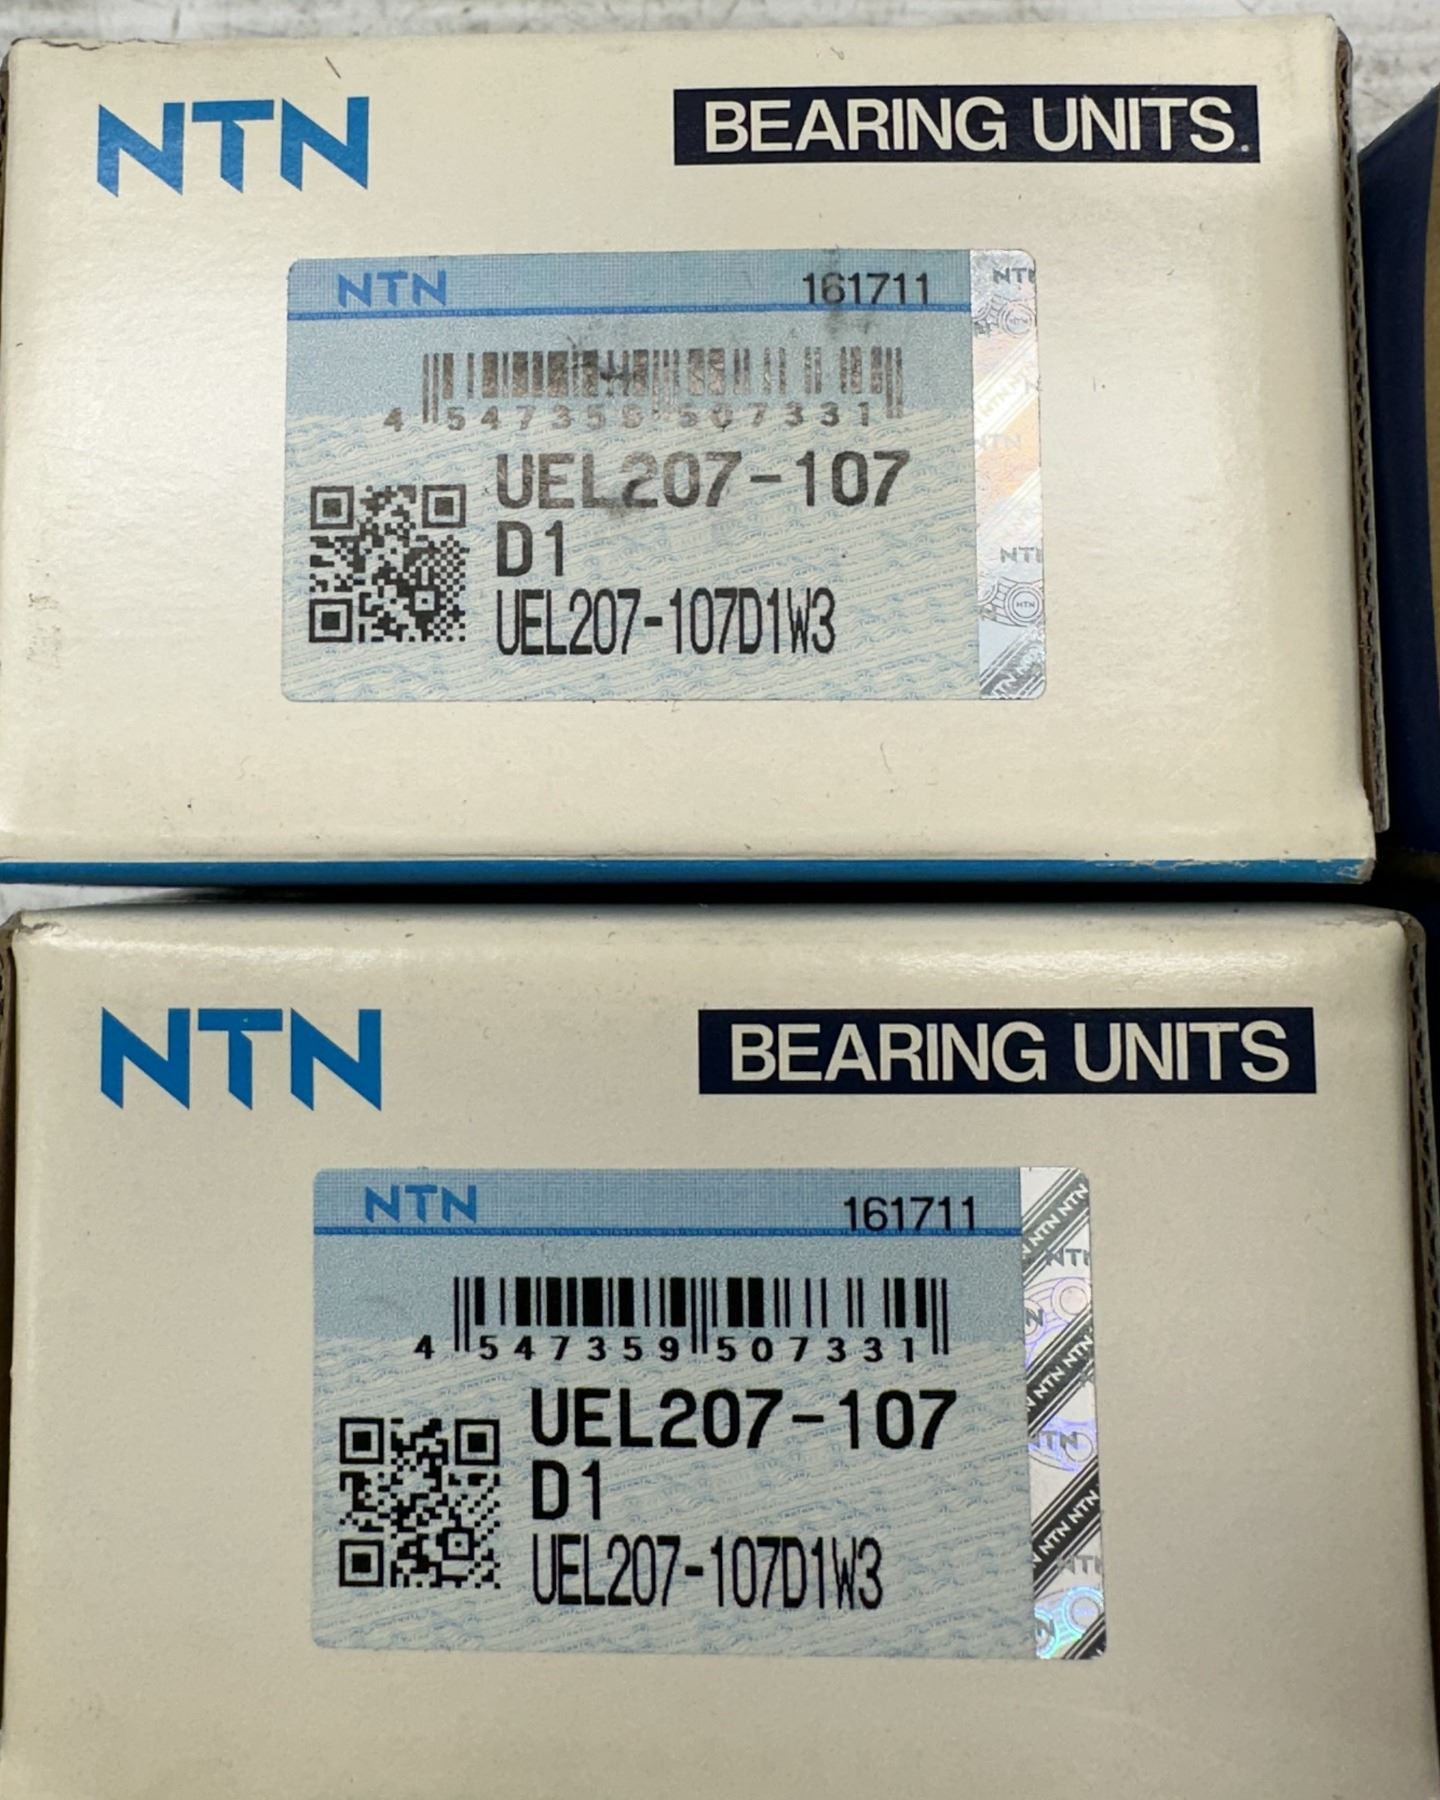 NTN
BEARING UNITS.
NTN 161711
4 547359 507331
UEL207-107
D1
UEL207-107D1W3
NTN
BEARING UNITS
NTN 161711
4 547359 507331
UEL207-107
D1
UEL207-107D1W3